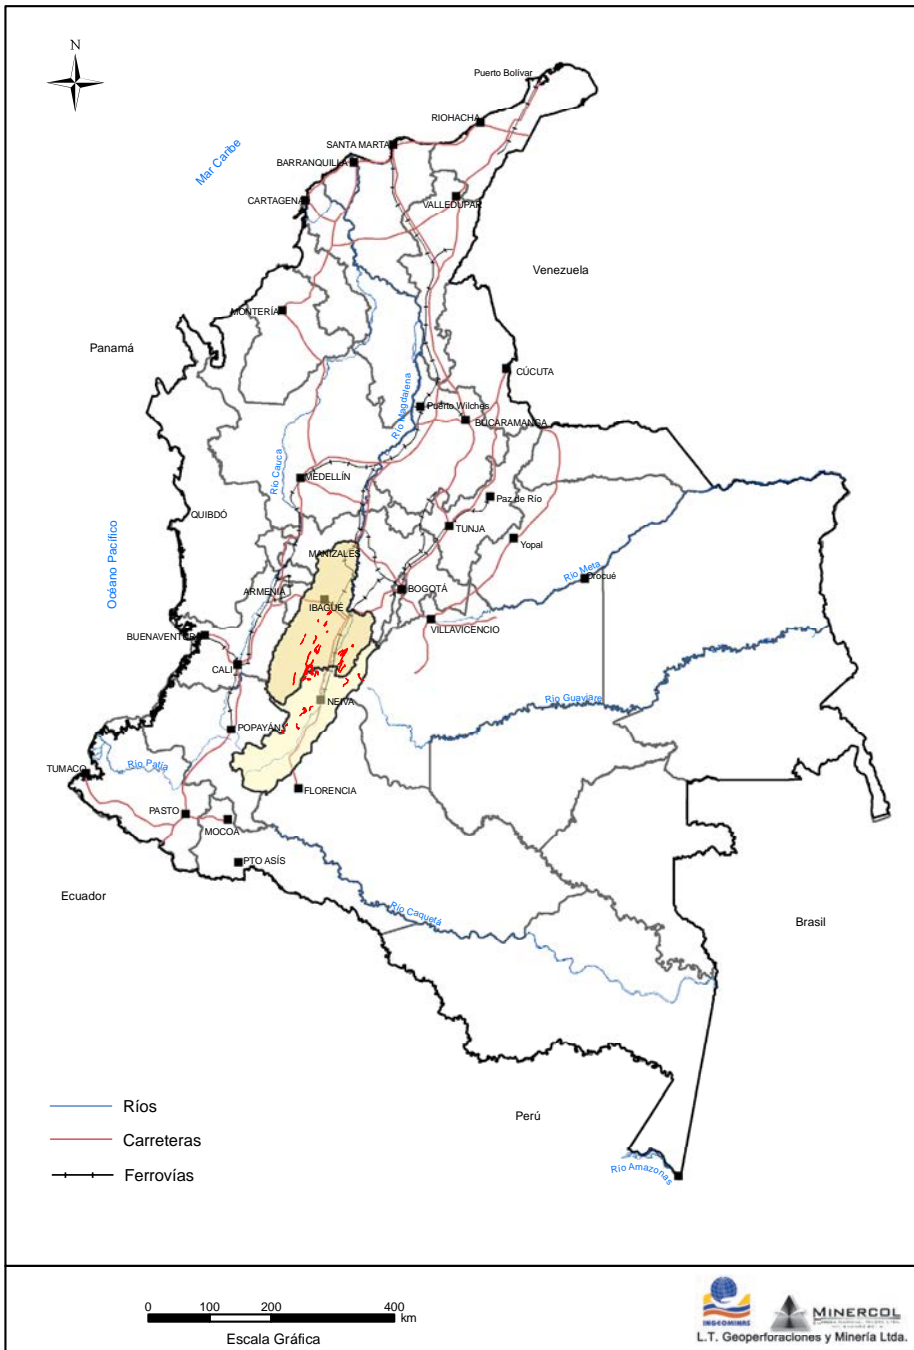 N
Puerto Bolívar
RIOHACHA
SANTA MARTA
BARRANQUILLA
Mar Caribe
CARTAGENA
VALLEDUPAR
Venezuela
MONTERÍA
Panamá
CÚCUTA
Río Magdalena
Puerto Wilches
BUCARAMANGA
Río Cauca
MEDELLÍN
Paz de Río
QUIBDÓ
TUNJA
Yopal
Océano Pacífico
MANIZALES
Río Meta
Orocué
ARMENIA
BOGOTÁ
IBAGUÉ
VILLAVICENCIO
BUENAVENTURA
CALI
Río Guaviare
NEIVA
POPAYÁN
Río Patía
TUMACO
FLORENCIA
PASTO
MOCOA
PTO ASÍS
Ecuador
Río Caquetá
Brasil
Ríos
Perú
Carreteras
Río Amazonas
Ferrovías
0 100 200 400
km
Escala Gráfica
INGEOMINAS
MINERCOL
L.T. Geoperforaciones y Minería Ltda.